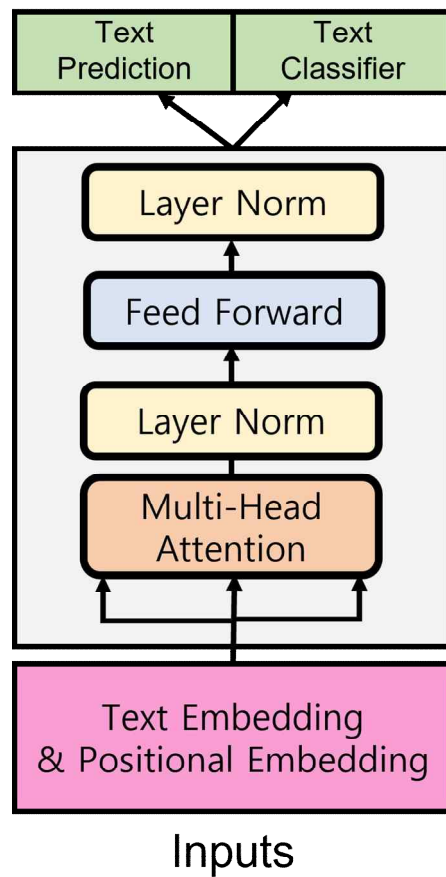 Text
Prediction
Text
Classifier
Layer Norm
Feed Forward
Layer Norm
Multi-Head
Attention
Text Embedding
& Positional Embedding
Inputs